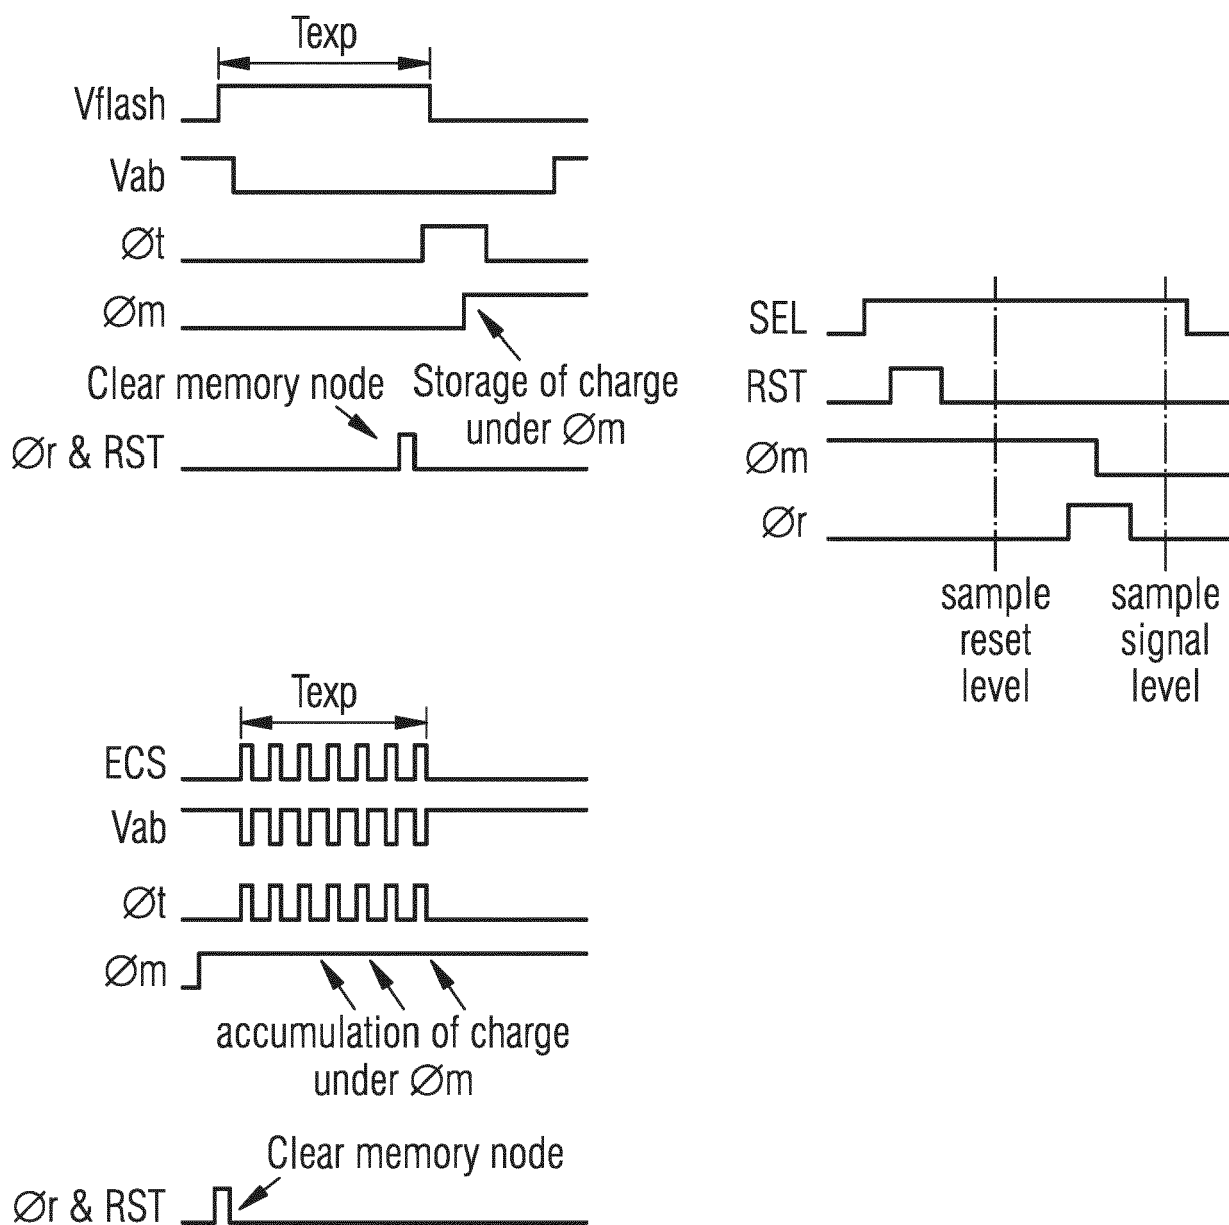 Texp
Vflash
Vab
Øt
Øm
Clear memory node
Storage of charge
under Øm
Ør & RST
SEL
RST
Øm
Ør
sample
reset
level
sample
signal
level
Texp
ECS
Vab
Øt
Øm
accumulation of charge
under Øm
Clear memory node
Ør & RST